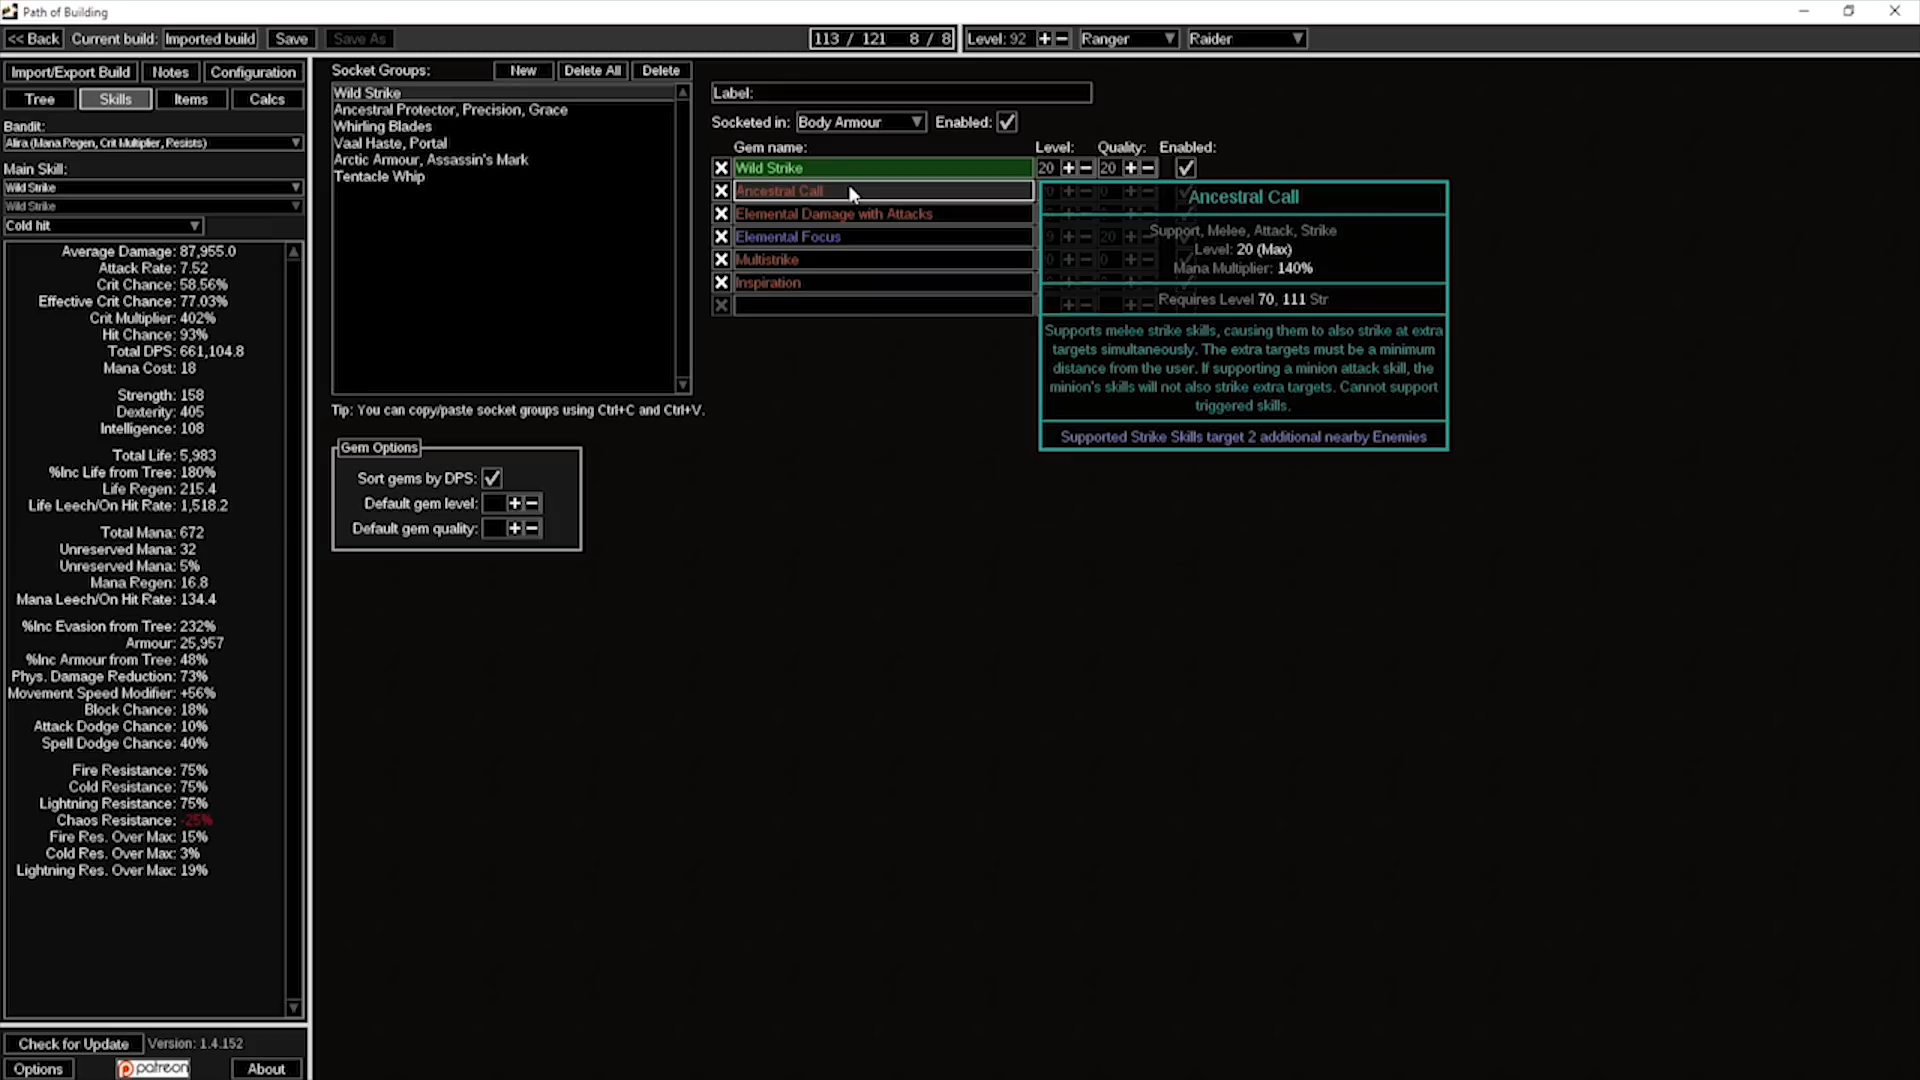 Path of Building
<< Back Current build: Imported build Save Save As 113 / 121 8 / 8 Level: 92 Ranger Raider
Import/Export Build Notes Configuration
Tree Skills Items Calcs
Bandit:
Alira (Mana Regen, Crit Multiplier, Resists)
Main Skill:
Wild Strike
Wild Strike
Cold hit
Average Damage: 87,955.0
Attack Rate: 7.52
Crit Chance: 58.56%
Effective Crit Chance: 77.03%
Crit Multiplier: 402%
Hit Chance: 93%
Total DPS: 661,104.8
Mana Cost: 18
Strength: 158
Dexterity: 405
Intelligence: 108
Total Life: 5,983
%Inc Life from Tree: 180%
Life Regen: 215.4
Life Leech/On Hit Rate: 1,518.2
Total Mana: 672
Unreserved Mana: 32
Unreserved Mana: 5%
Mana Regen: 16.8
Mana Leech/On Hit Rate: 134.4
%Inc Evasion from Tree: 232%
Armour: 25,957
%Inc Armour from Tree: 48%
Phys. Damage Reduction: 73%
Movement Speed Modifier: +56%
Block Chance: 18%
Attack Dodge Chance: 10%
Spell Dodge Chance: 40%
Fire Resistance: 75%
Cold Resistance: 75%
Lightning Resistance: 75%
Chaos Resistance: -25%
Fire Res. Over Max: 15%
Cold Res. Over Max: 3%
Lightning Res. Over Max: 19%
Check for Update Version: 1.4.152
Options patreon About
Socket Groups: New Delete All Delete
Wild Strike
Ancestral Protector, Precision, Grace
Whirling Blades
Vaal Haste, Portal
Arctic Armour, Assassin's Mark
Tentacle Whip
Tip: You can copy/paste socket groups using Ctrl+C and Ctrl+V.
Gem Options
Sort gems by DPS:
Default gem level:
Default gem quality:
Label:
Socketed in: Body Armour Enabled:
Gem name: Level: Quality: Enabled:
Wild Strike 20 20
Ancestral Call
Elemental Damage with Attacks
Elemental Focus 20
Multistrike
Inspiration
Ancestral Call
Support, Melee, Attack, Strike
Level: 20 (Max)
Mana Multiplier: 140%
Requires Level 70, 111 Str
Supports melee strike skills, causing them to also strike at extra
targets simultaneously. The extra targets must be a minimum
distance from the user. If supporting a minion attack skill, the
minion's skills will not also strike extra targets. Cannot support
triggered skills.
Supported Strike Skills target 2 additional nearby Enemies